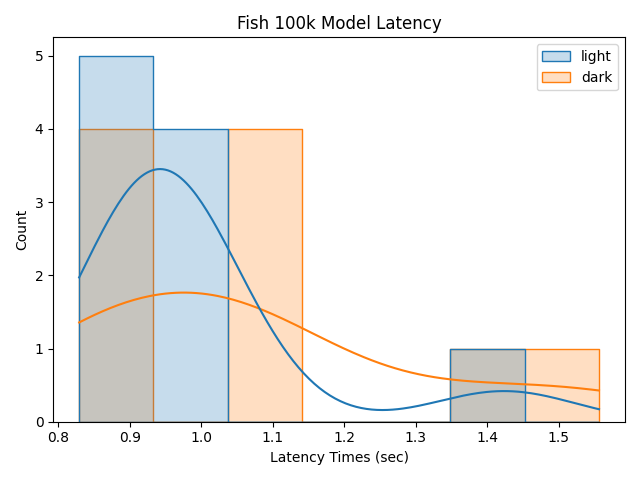 Fish 100k Model Latency
light
dark
5
4
3
2
1
0
Count
0.8 0.9 1.0 1.1 1.2 1.3 1.4 1.5
Latency Times (sec)